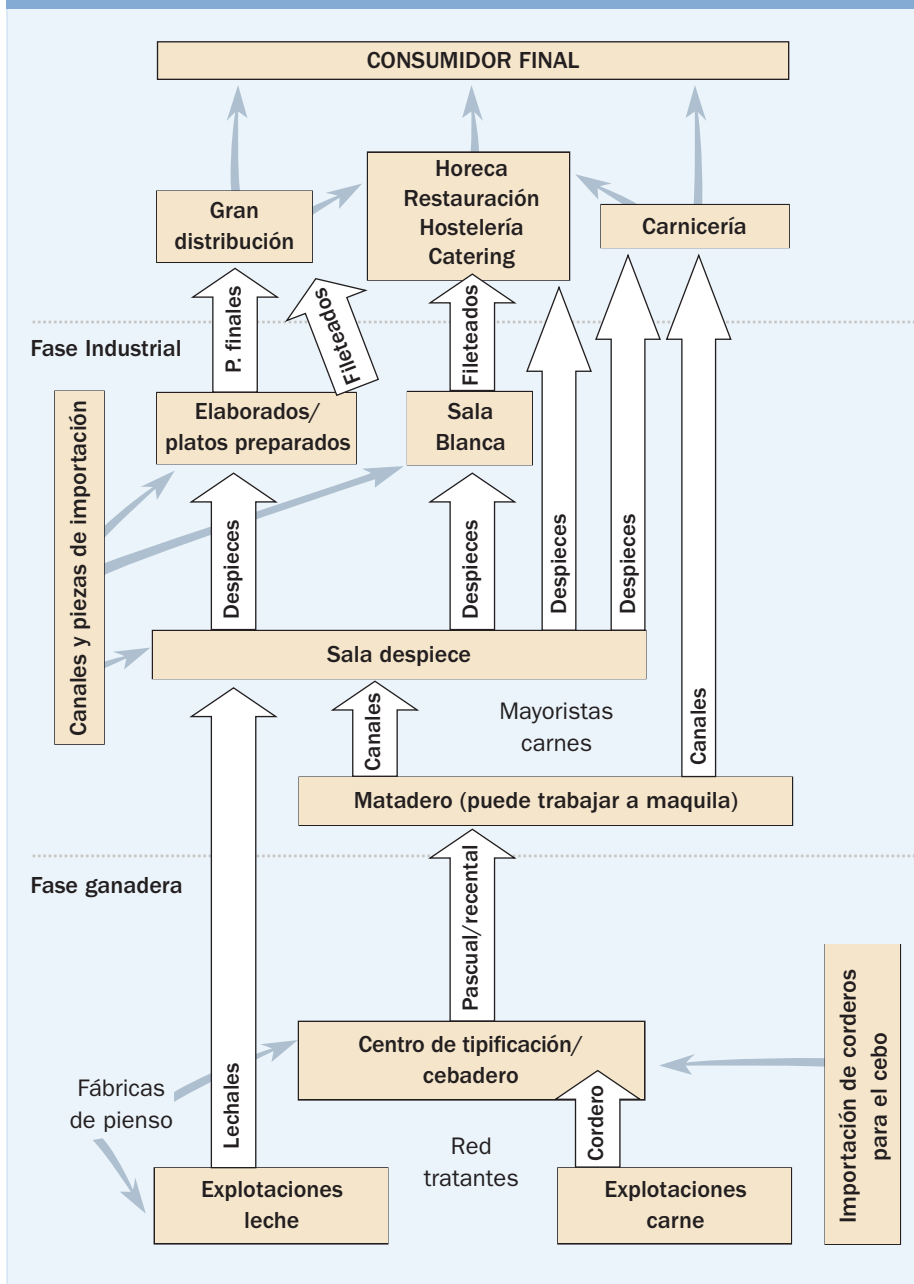 CONSUMIDOR FINAL
Horeca
Restauración
Hostelería
Catering
Gran
distribución
Carnicería
P. finales
Fileteados
Fileteados
Fase Industrial
Elaborados/
platos preparados
Sala
Blanca
Canales y piezas de importación
Despieces
Despieces
Despieces
Despieces
Sala despiece
Canales
Mayoristas
carnes
Canales
Matadero (puede trabajar a maquila)
Fase ganadera
Pascual/recental
Centro de tipificación/
cebadero
Importación de corderos
para el cebo
Fábricas
de pienso
Lechales
Cordero
Red
tratantes
Explotaciones
leche
Explotaciones
carne